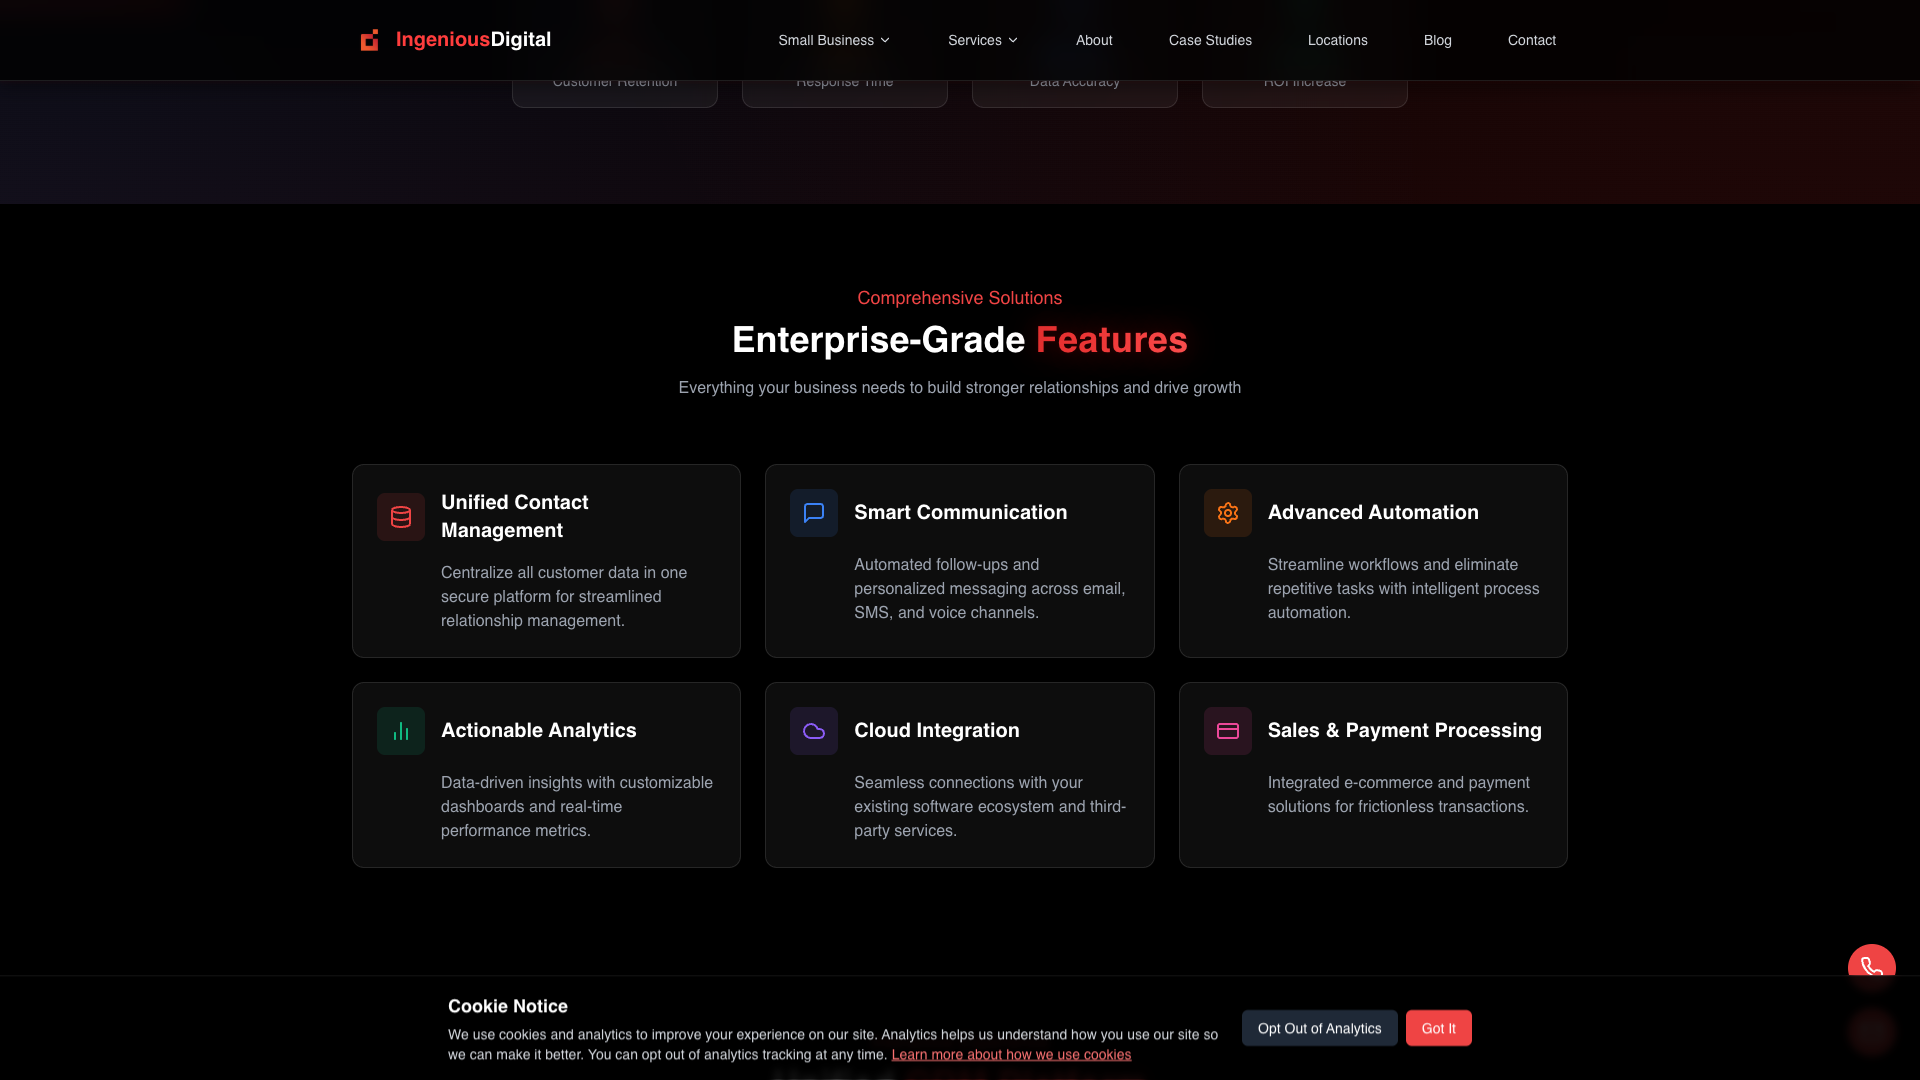 IngeniousDigital
Small Business
Services
About
Case Studies
Locations
Blog
Contact
Customer Retention
Response Time
Data Accuracy
ROI Increase
Comprehensive Solutions
Enterprise-Grade Features
Everything your business needs to build stronger relationships and drive growth
Unified Contact
Management
Centralize all customer data in one
secure platform for streamlined
relationship management.
Smart Communication
Automated follow-ups and
personalized messaging across email,
SMS, and voice channels.
Advanced Automation
Streamline workflows and eliminate
repetitive tasks with intelligent process
automation.
Actionable Analytics
Data-driven insights with customizable
dashboards and real-time
performance metrics.
Cloud Integration
Seamless connections with your
existing software ecosystem and third-
party services.
Sales & Payment Processing
Integrated e-commerce and payment
solutions for frictionless transactions.
Cookie Notice
We use cookies and analytics to improve your experience on our site. Analytics helps us understand how you use our site so
we can make it better. You can opt out of analytics tracking at any time. Learn more about how we use cookies
Opt Out of Analytics
Got It